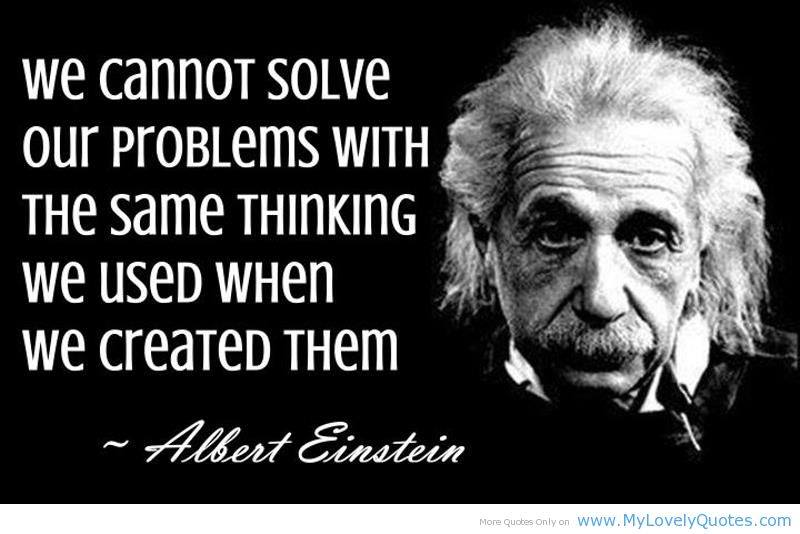 We cannot solve
our problems with
the same thinking
we used when
we created them
~ Albert Einstein
More Quotes Only on www.MyLovelyQuotes.com